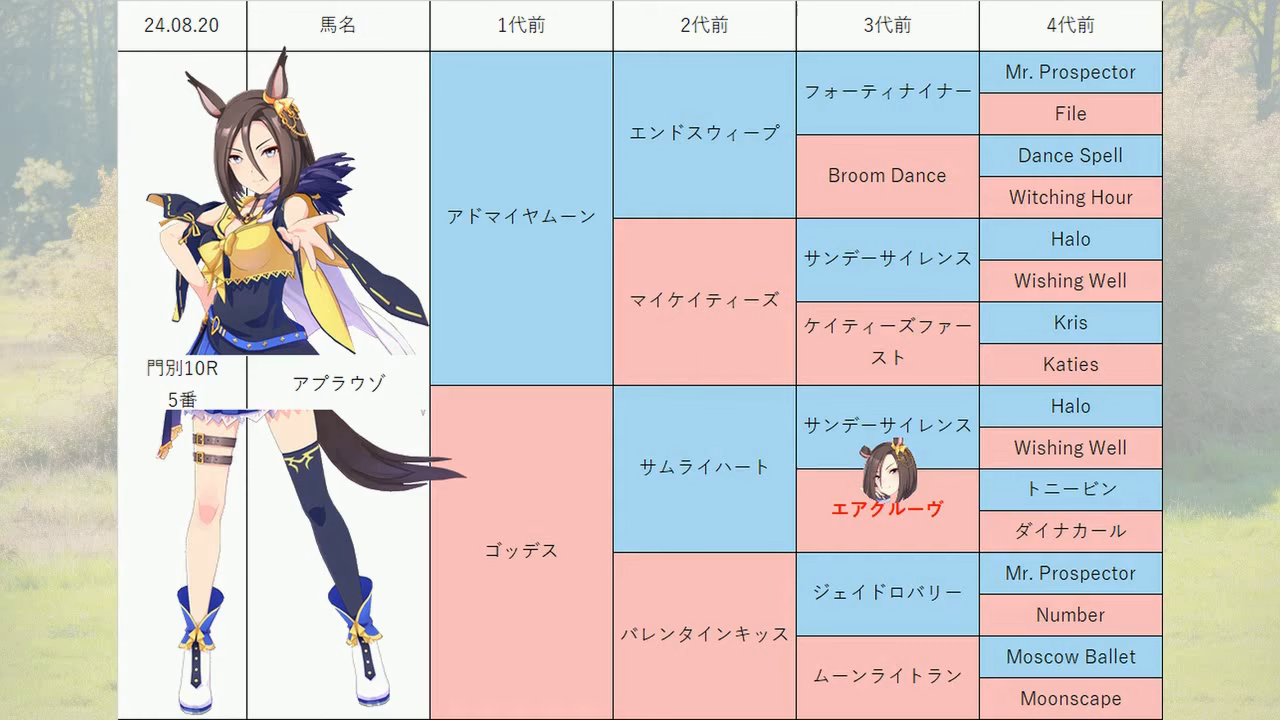 24.08.20
馬名
1代前
2代前
3代前
4代前
門別10R
5番
アプラウゾ
アドマイヤムーン
ゴッデス
エンドスウィープ
マイケイティーズ
サムライハート
バレンタインキッス
フォーティナイナー
Broom Dance
サンデーサイレンス
ケイティーズファー
スト
サンデーサイレンス
エアグルーヴ
ジェイドロバリー
ムーンライトラン
Mr. Prospector
File
Dance Spell
Witching Hour
Halo
Wishing Well
Kris
Katies
Halo
Wishing Well
トニービン
ダイナカール
Mr. Prospector
Number
Moscow Ballet
Moonscape